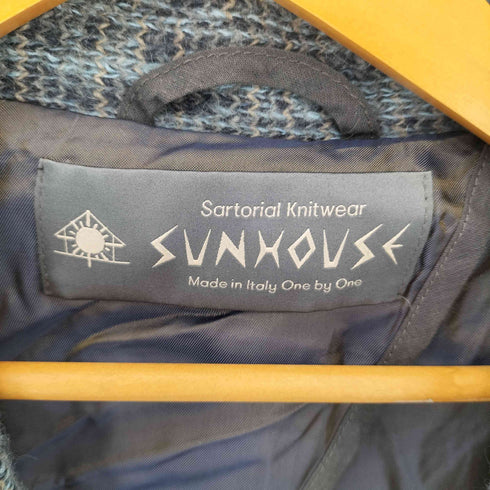 Sartorial Knitwear
SUNHOUSE
Made in Italy One by One